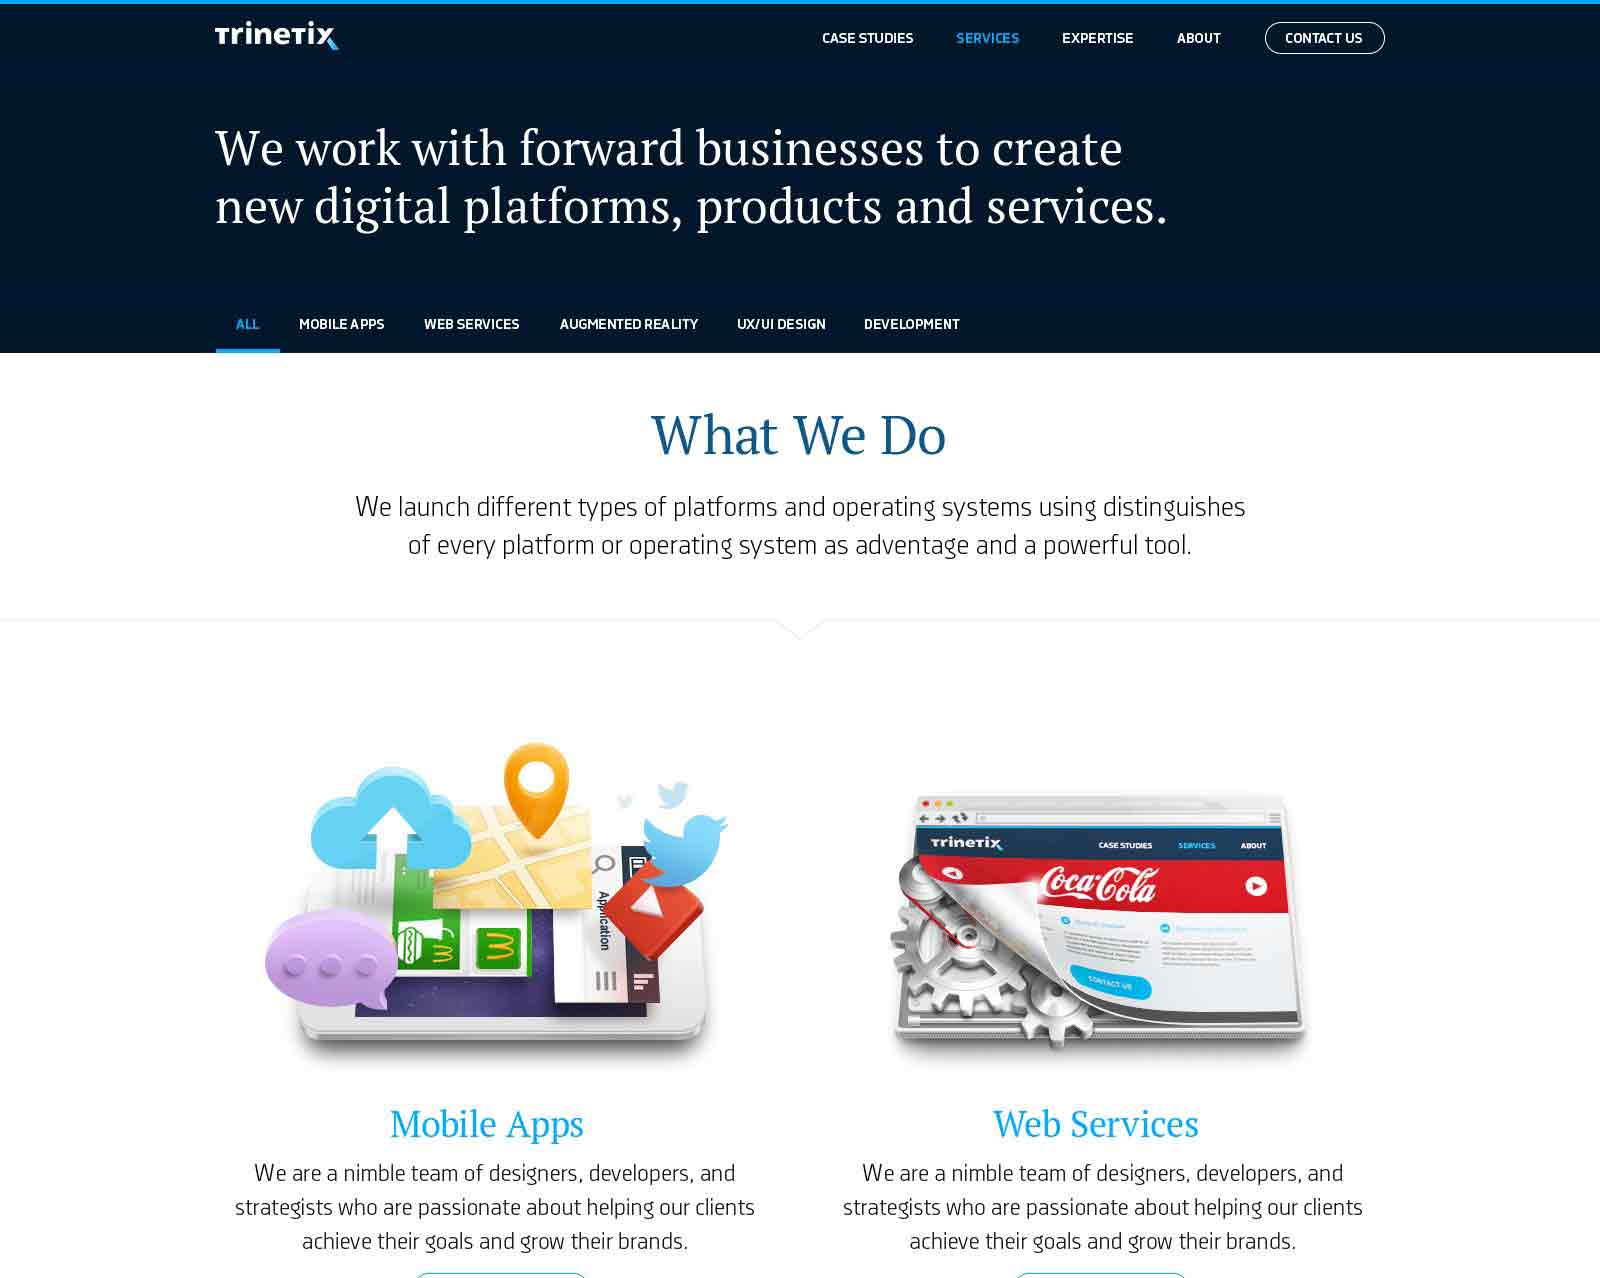 Trinetix
CASE STUDIES
SERVICES
EXPERTISE
ABOUT
CONTACT US
We work with forward businesses to create
new digital platforms, products and services.
ALL
MOBILE APPS
WEB SERVICES
AUGMENTED REALITY
UX/UI DESIGN
DEVELOPMENT
What We Do
We launch different types of platforms and operating systems using distinguishes
of every platform or operating system as adventage and a powerful tool.
Application
Trinetix
CASE STUDIES
SERVICES
ABOUT
Coca-Cola
CONTACT US
Mobile Apps
We are a nimble team of designers, developers, and
strategists who are passionate about helping our clients
achieve their goals and grow their brands.
Web Services
We are a nimble team of designers, developers, and
strategists who are passionate about helping our clients
achieve their goals and grow their brands.